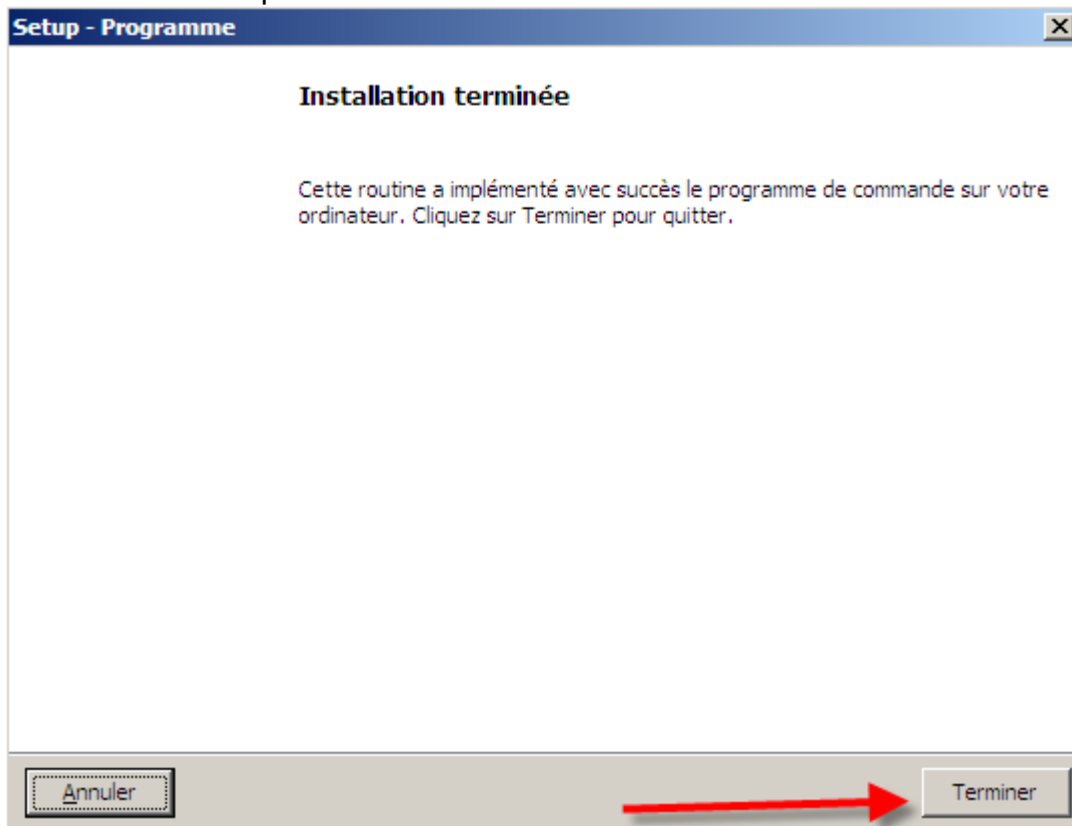 Setup - Programme
Installation terminée
Cette routine a implémenté avec succès le programme de commande sur votre
ordinateur. Cliquez sur Terminer pour quitter.
Annuler
Terminer